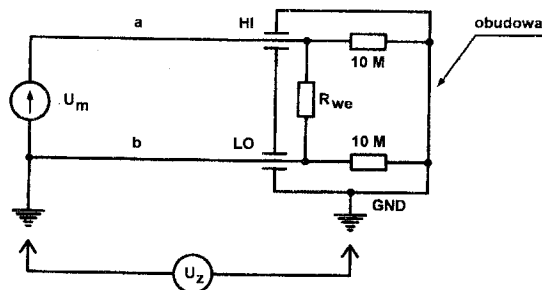 a
HI
obudowa
10 M
U_m
R_we
b
LO
10 M
GND
U_z